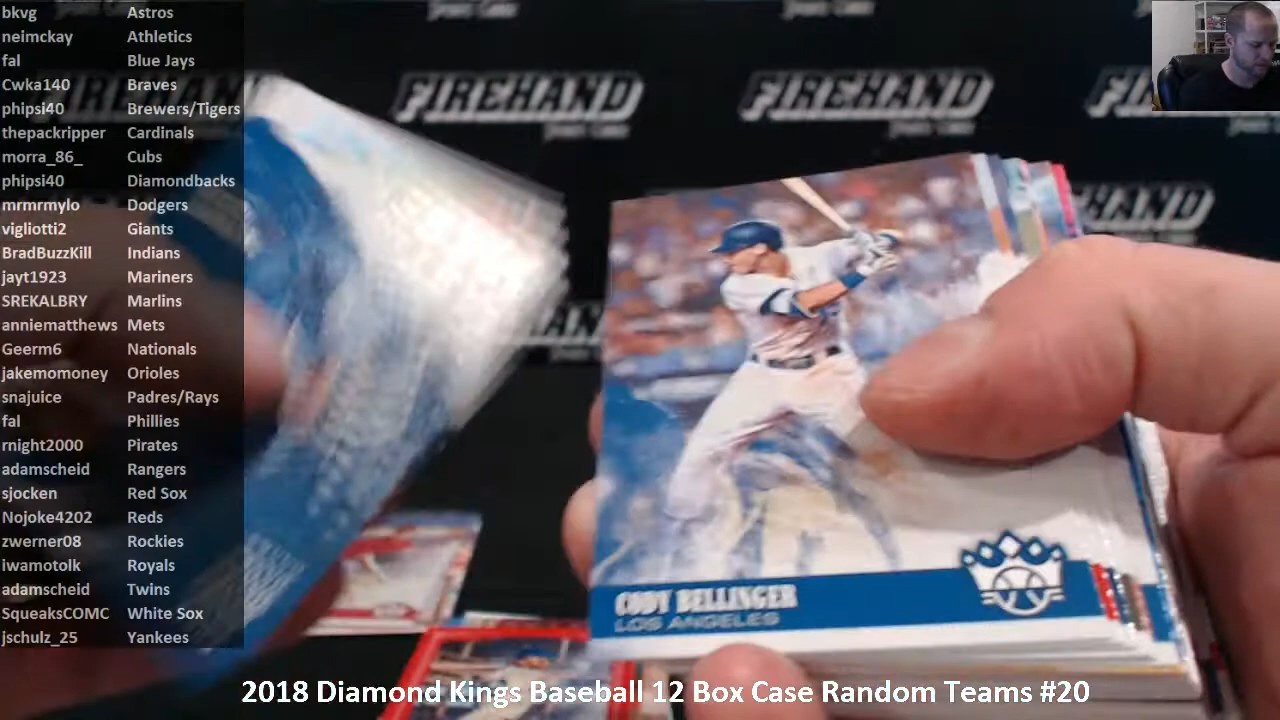 bkvg Astros
neimckay Athletics
fal Blue Jays
Cwka140 Braves
phipsi40 Brewers/Tigers
thepackripper Cardinals
morra_86_ Cubs
phipsi40 Diamondbacks
mrmrmylo Dodgers
vigliotti2 Giants
BradBuzzKill Indians
jayt1923 Mariners
SREKALBRY Marlins
anniematthews Mets
Geerm6 Nationals
jakemomoney Orioles
snajuice Padres/Rays
fal Phillies
rnight2000 Pirates
adamscheid Rangers
sjocken Red Sox
Nojoke4202 Reds
zwerner08 Rockies
iwamotolk Royals
adamscheid Twins
SqueaksCOMC White Sox
jschulz_25 Yankees
FIREHAND
FIREHAND
CODY BELLINGER
LOS ANGELES
2018 Diamond Kings Baseball 12 Box Case Random Teams #20